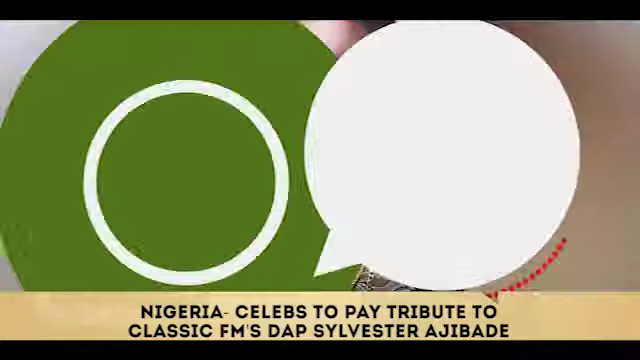 NIGERIA- CELEBS TO PAY TRIBUTE TO
CLASSIC FM'S DAP SYLVESTER AJIBADE